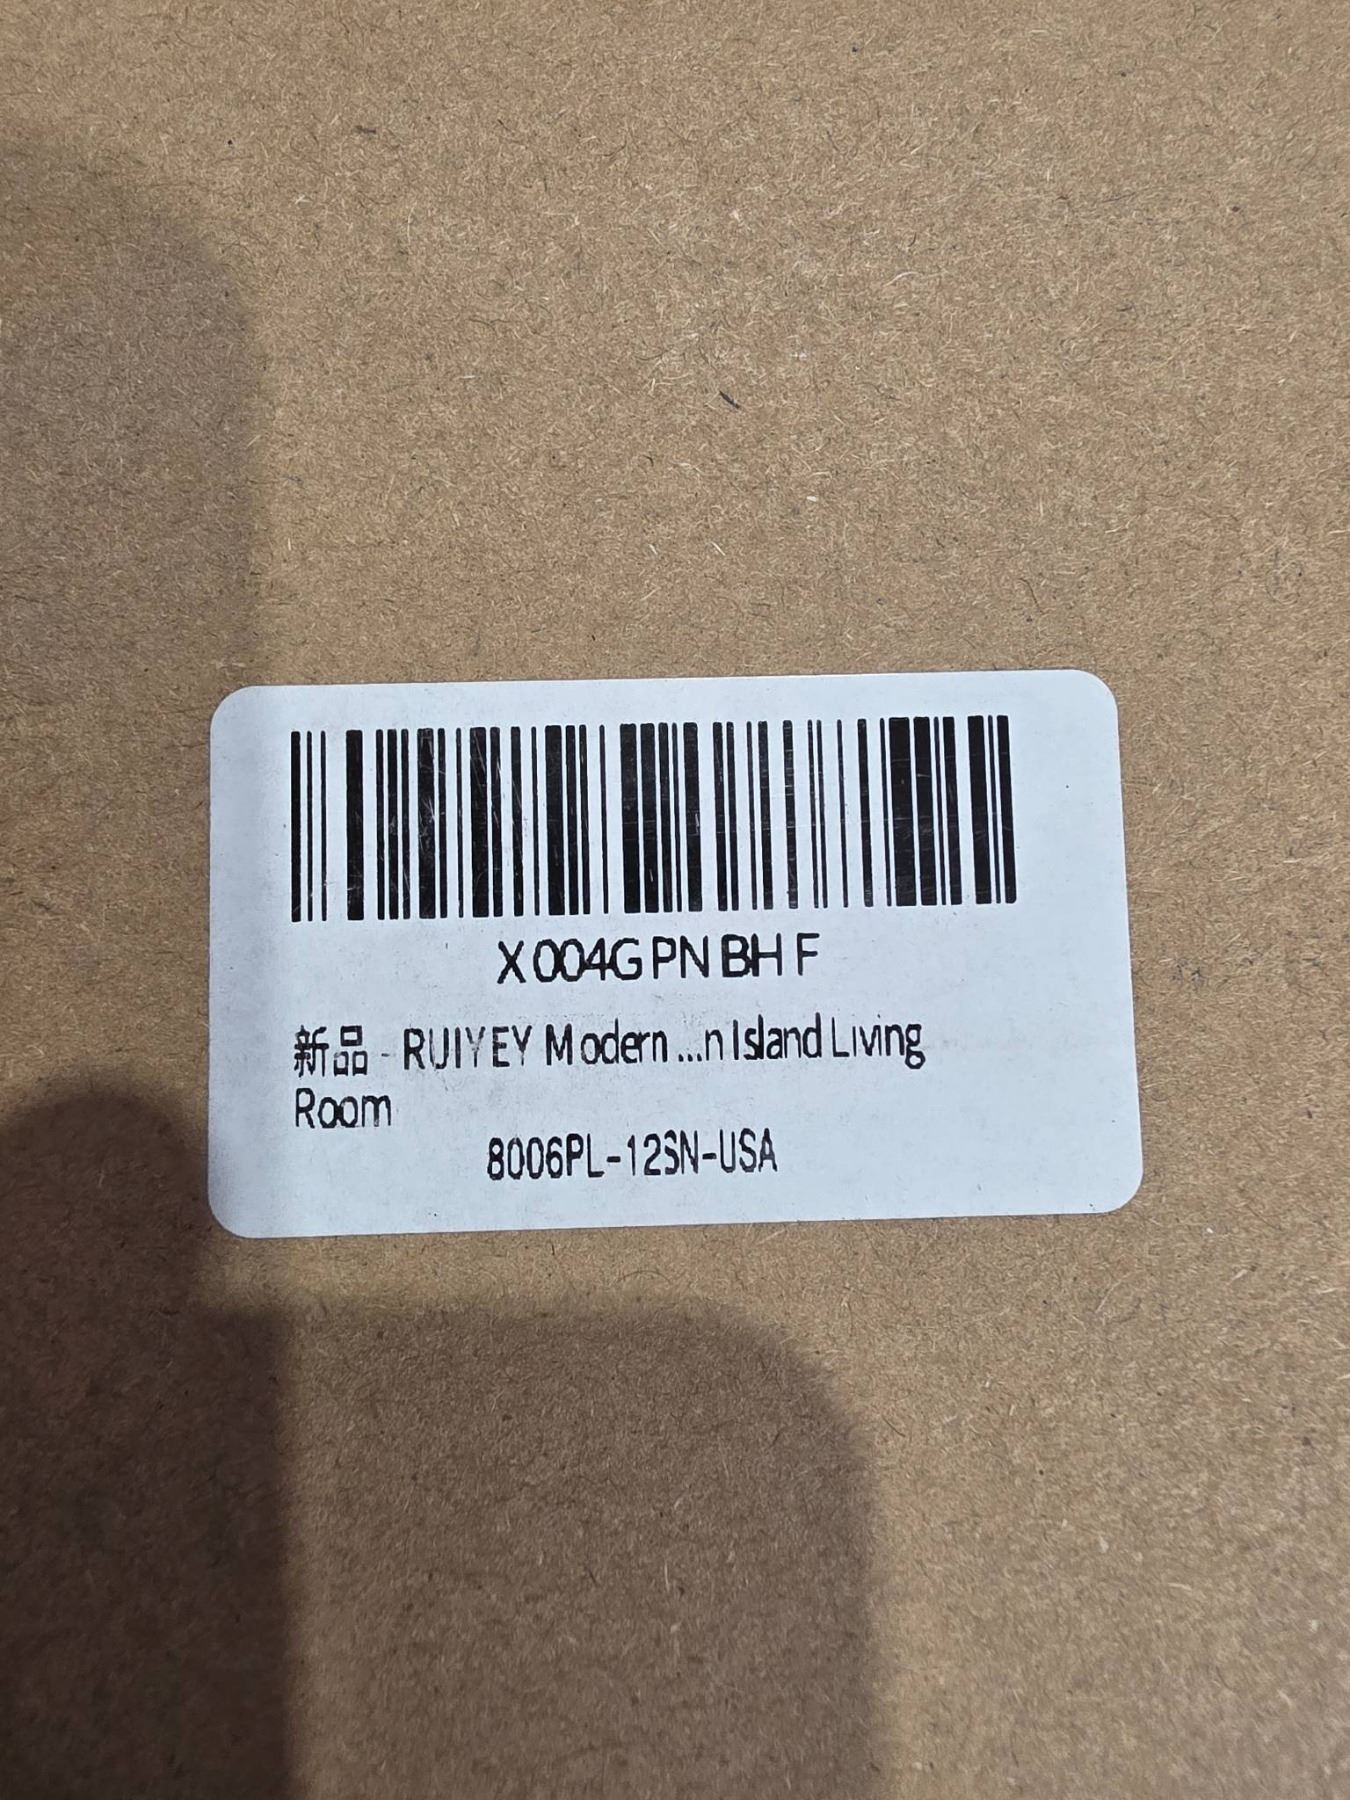 X004GPNBHF
新品 - RUIYEY Modern ...n Island Living
Room
8006PL-12SN-USA